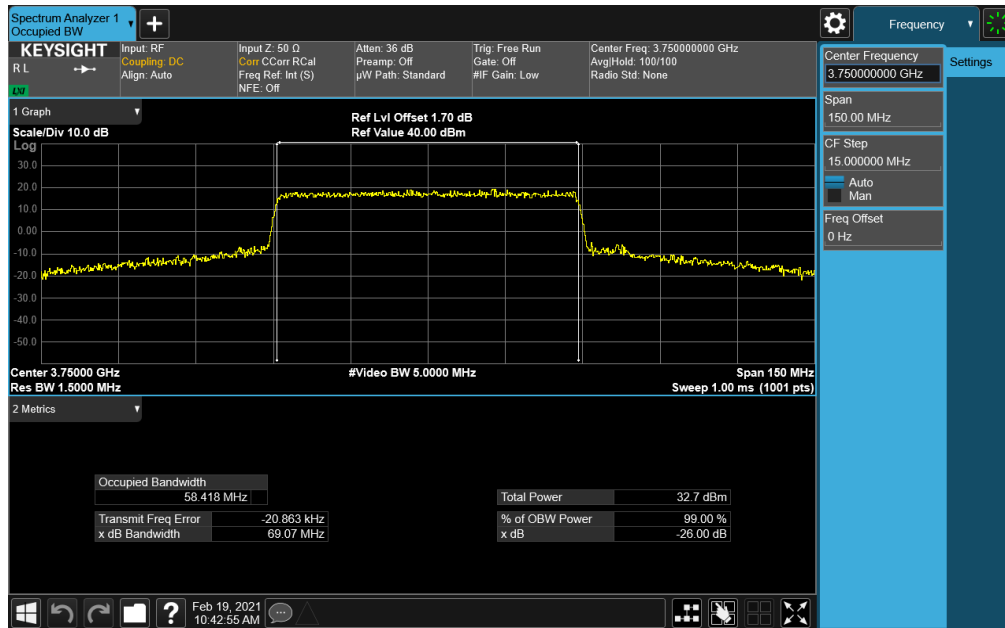 Spectrum Analyzer 1
Occupied BW
+
Frequency
KEYSIGHT
R L
LXI
Input: RF
Coupling: DC
Align: Auto
Input Z: 50 Ω
Corr CCorr RCal
Freq Ref: Int (S)
NFE: Off
Atten: 36 dB
Preamp: Off
µW Path: Standard
Trig: Free Run
Gate: Off
#IF Gain: Low
Center Freq: 3.750000000 GHz
Avg|Hold: 100/100
Radio Std: None
Center Frequency
3.750000000 GHz
Settings
Span
150.00 MHz
CF Step
15.000000 MHz
Auto
Man
Freq Offset
0 Hz
1 Graph
Scale/Div 10.0 dB
Ref Lvl Offset 1.70 dB
Ref Value 40.00 dBm
Log
30.0
20.0
10.0
0.00
-10.0
-20.0
-30.0
-40.0
-50.0
Center 3.75000 GHz
#Video BW 5.0000 MHz
Span 150 MHz
Res BW 1.5000 MHz
Sweep 1.00 ms (1001 pts)
2 Metrics
Occupied Bandwidth
58.418 MHz
Total Power 32.7 dBm
Transmit Freq Error -20.863 kHz
% of OBW Power 99.00 %
x dB Bandwidth 69.07 MHz
x dB -26.00 dB
?
Feb 19, 2021
10:42:55 AM